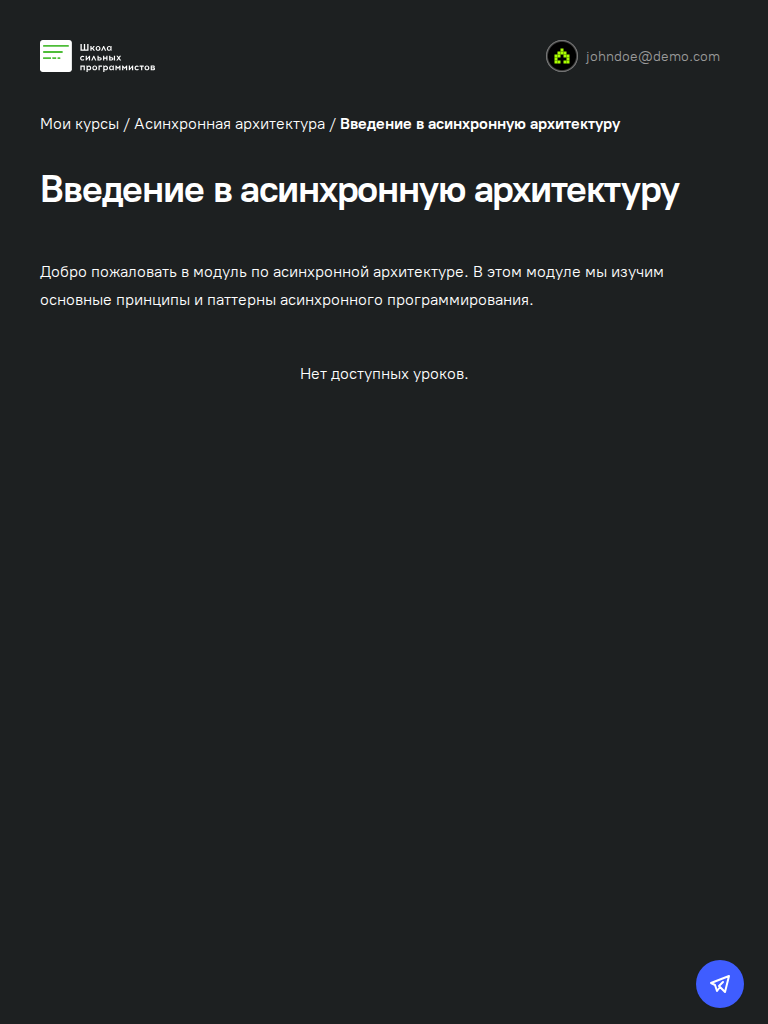 Школа
сильных
программистов
johndoe@demo.com
Мои курсы / Асинхронная архитектура / Введение в асинхронную архитектуру
Введение в асинхронную архитектуру
Добро пожаловать в модуль по асинхронной архитектуре. В этом модуле мы изучим
основные принципы и паттерны асинхронного программирования.
Нет доступных уроков.